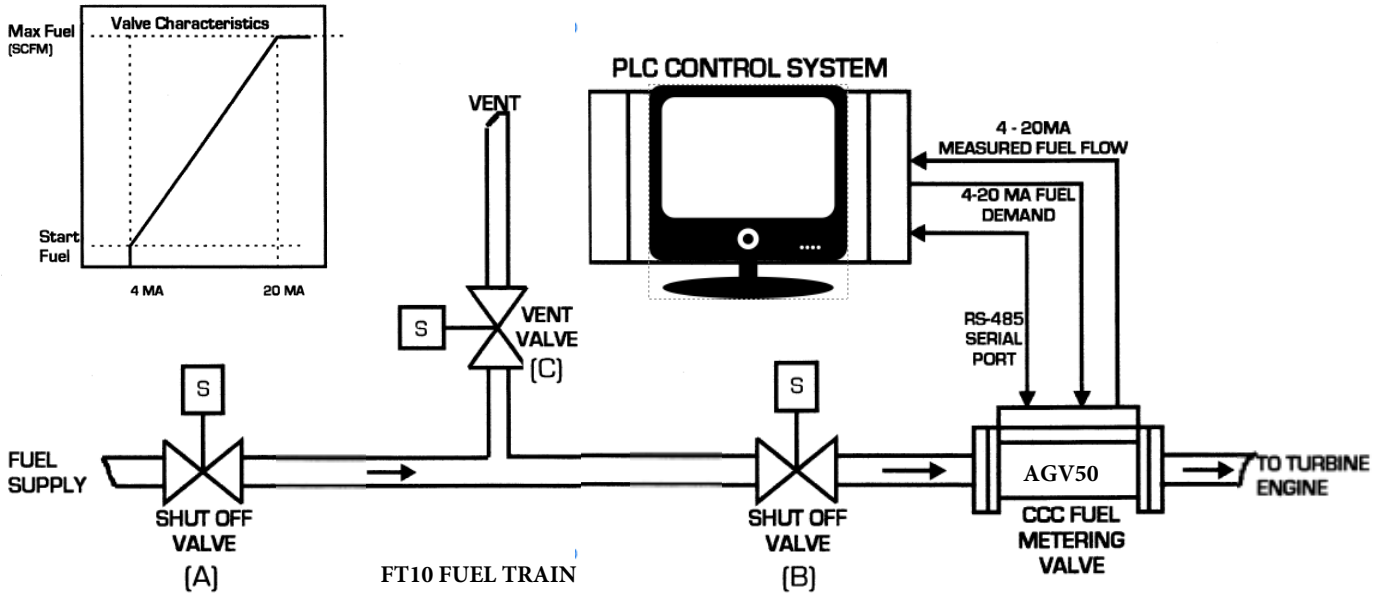 Valve Characteristics
Max Fuel
(SCFM)
Start
Fuel
4 MA
20 MA
VENT
S
VENT
VALVE
(C)
PLC CONTROL SYSTEM
4 - 20MA
MEASURED FUEL FLOW
4-20 MA FUEL
DEMAND
RS-485
SERIAL
PORT
FUEL
SUPPLY
S
SHUT OFF
VALVE
(A)
FT10 FUEL TRAIN
S
SHUT OFF
VALVE
(B)
AGV50
CCC FUEL
METERING
VALVE
TO TURBINE
ENGINE